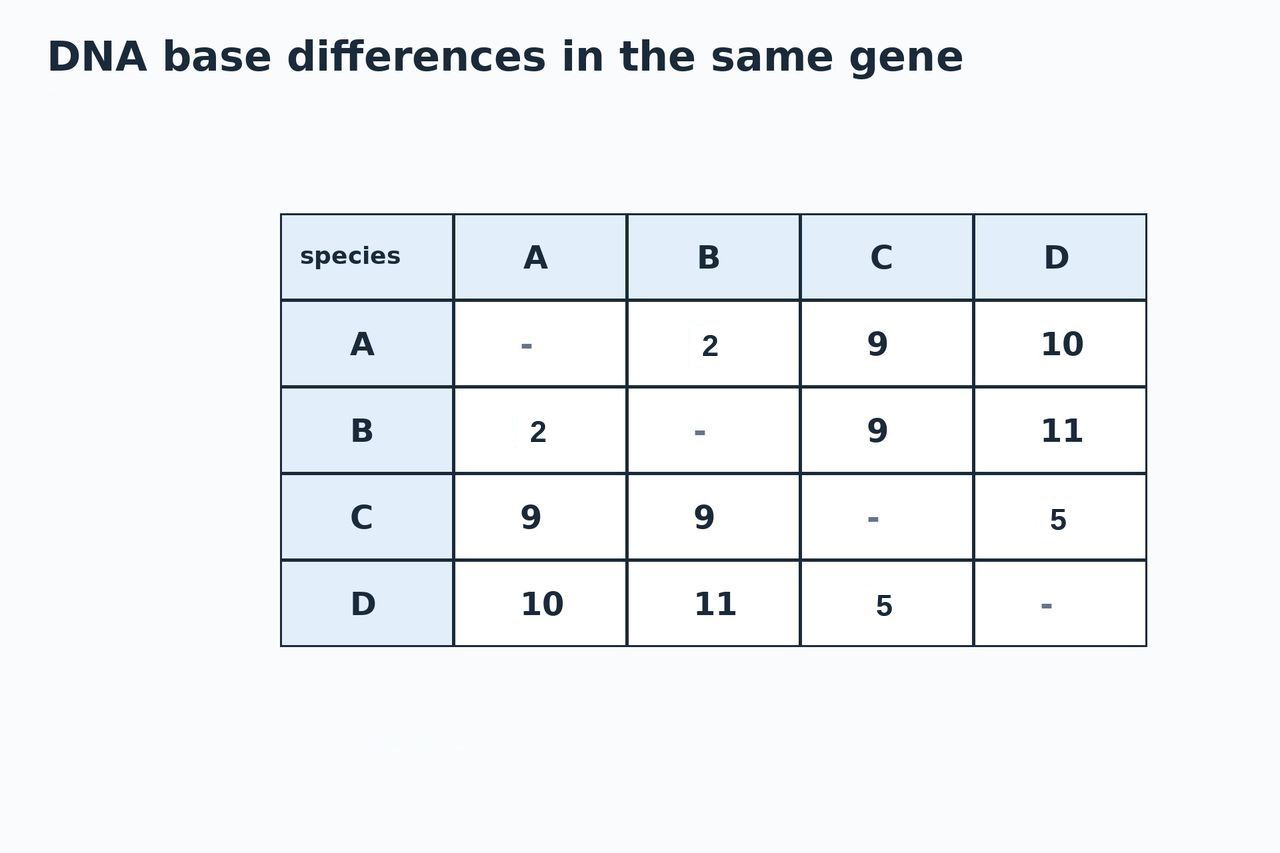 DNA base differences in the same gene
species A B C D
A - 2 9 10
B 2 - 9 11
C 9 9 - 5
D 10 11 5 -